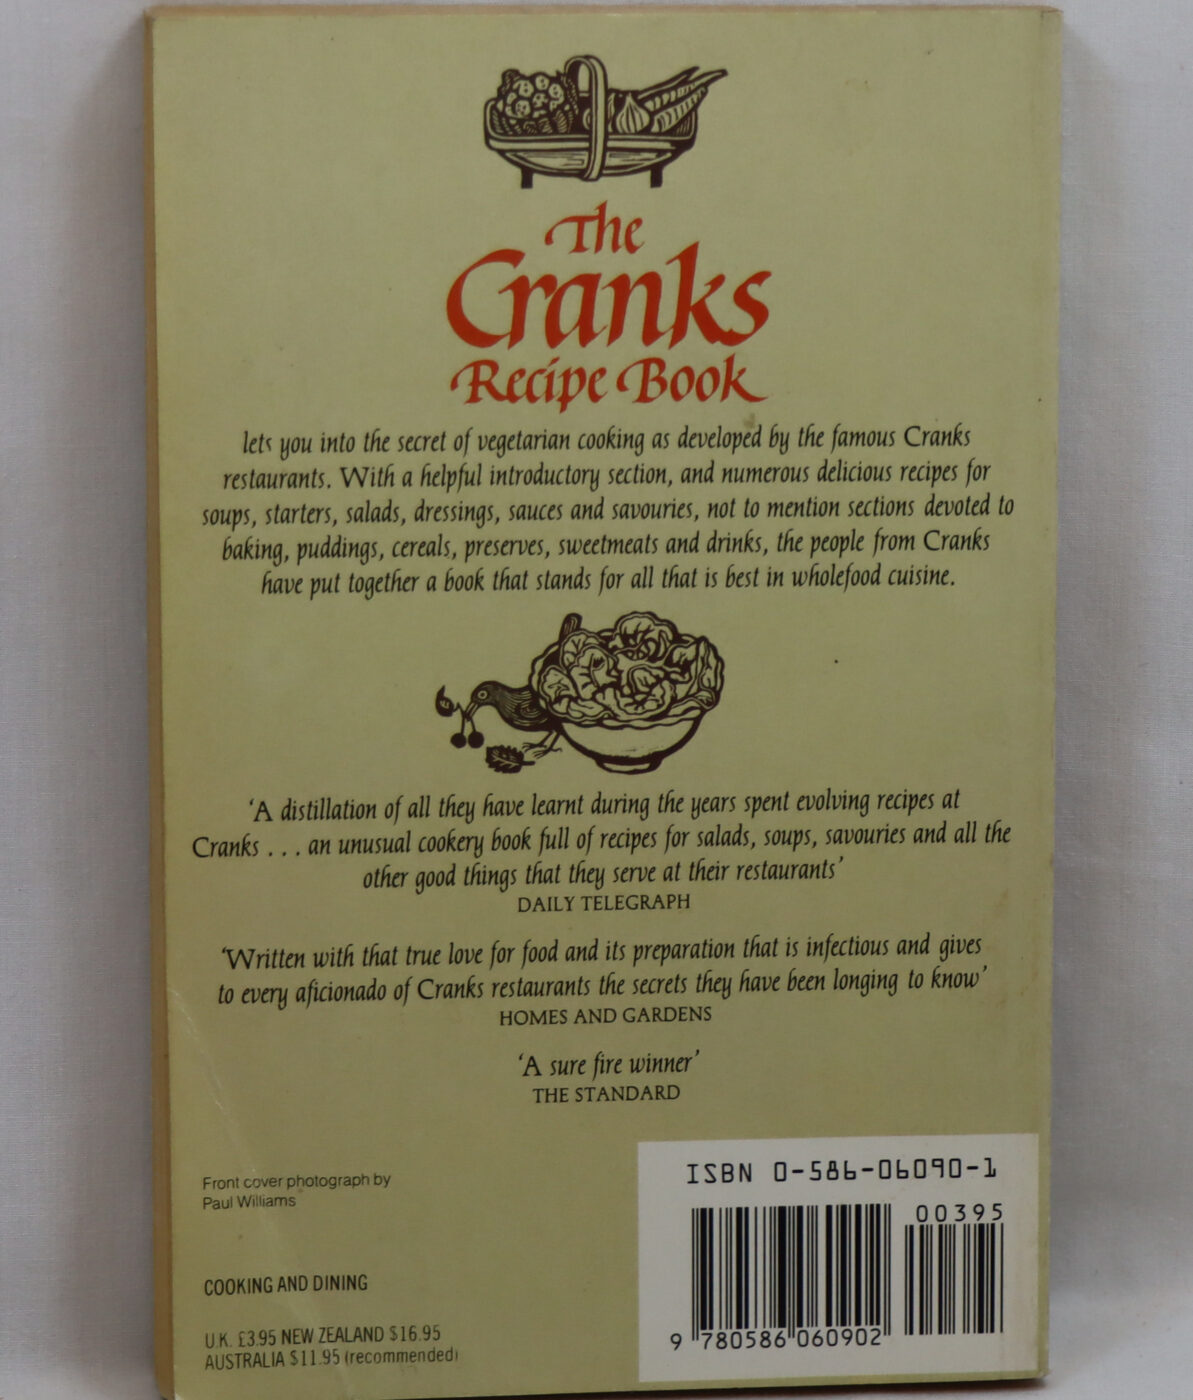 The
Cranks
Recipe Book
lets you into the secret of vegetarian cooking as developed by the famous Cranks
restaurants. With a helpful introductory section, and numerous delicious recipes for
soups, starters, salads, dressings, sauces and savouries, not to mention sections devoted to
baking, puddings, cereals, preserves, sweetmeats and drinks, the people from Cranks
have put together a book that stands for all that is best in wholefood cuisine.
‘A distillation of all they have learnt during the years spent evolving recipes at
Cranks . . . an unusual cookery book full of recipes for salads, soups, savouries and all the
other good things that they serve at their restaurants’
DAILY TELEGRAPH
‘Written with that true love for food and its preparation that is infectious and gives
to every aficionado of Cranks restaurants the secrets they have been longing to know’
HOMES AND GARDENS
‘A sure fire winner’
THE STANDARD
Front cover photograph by
Paul Williams
COOKING AND DINING
U.K. £3.95 NEW ZEALAND $16.95
AUSTRALIA $11.95 (recommended)
ISBN 0-586-06090-1
00395
9 780586 060902